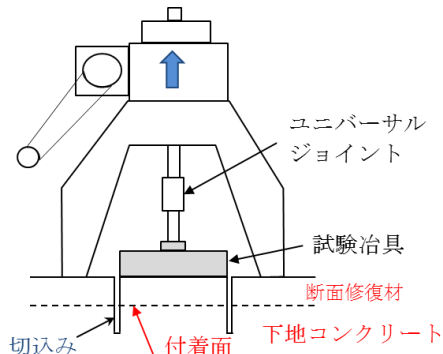 ユニバーサル
ジョイント
試験冶具
断面修復材
下地コンクリート
切込み
付着面